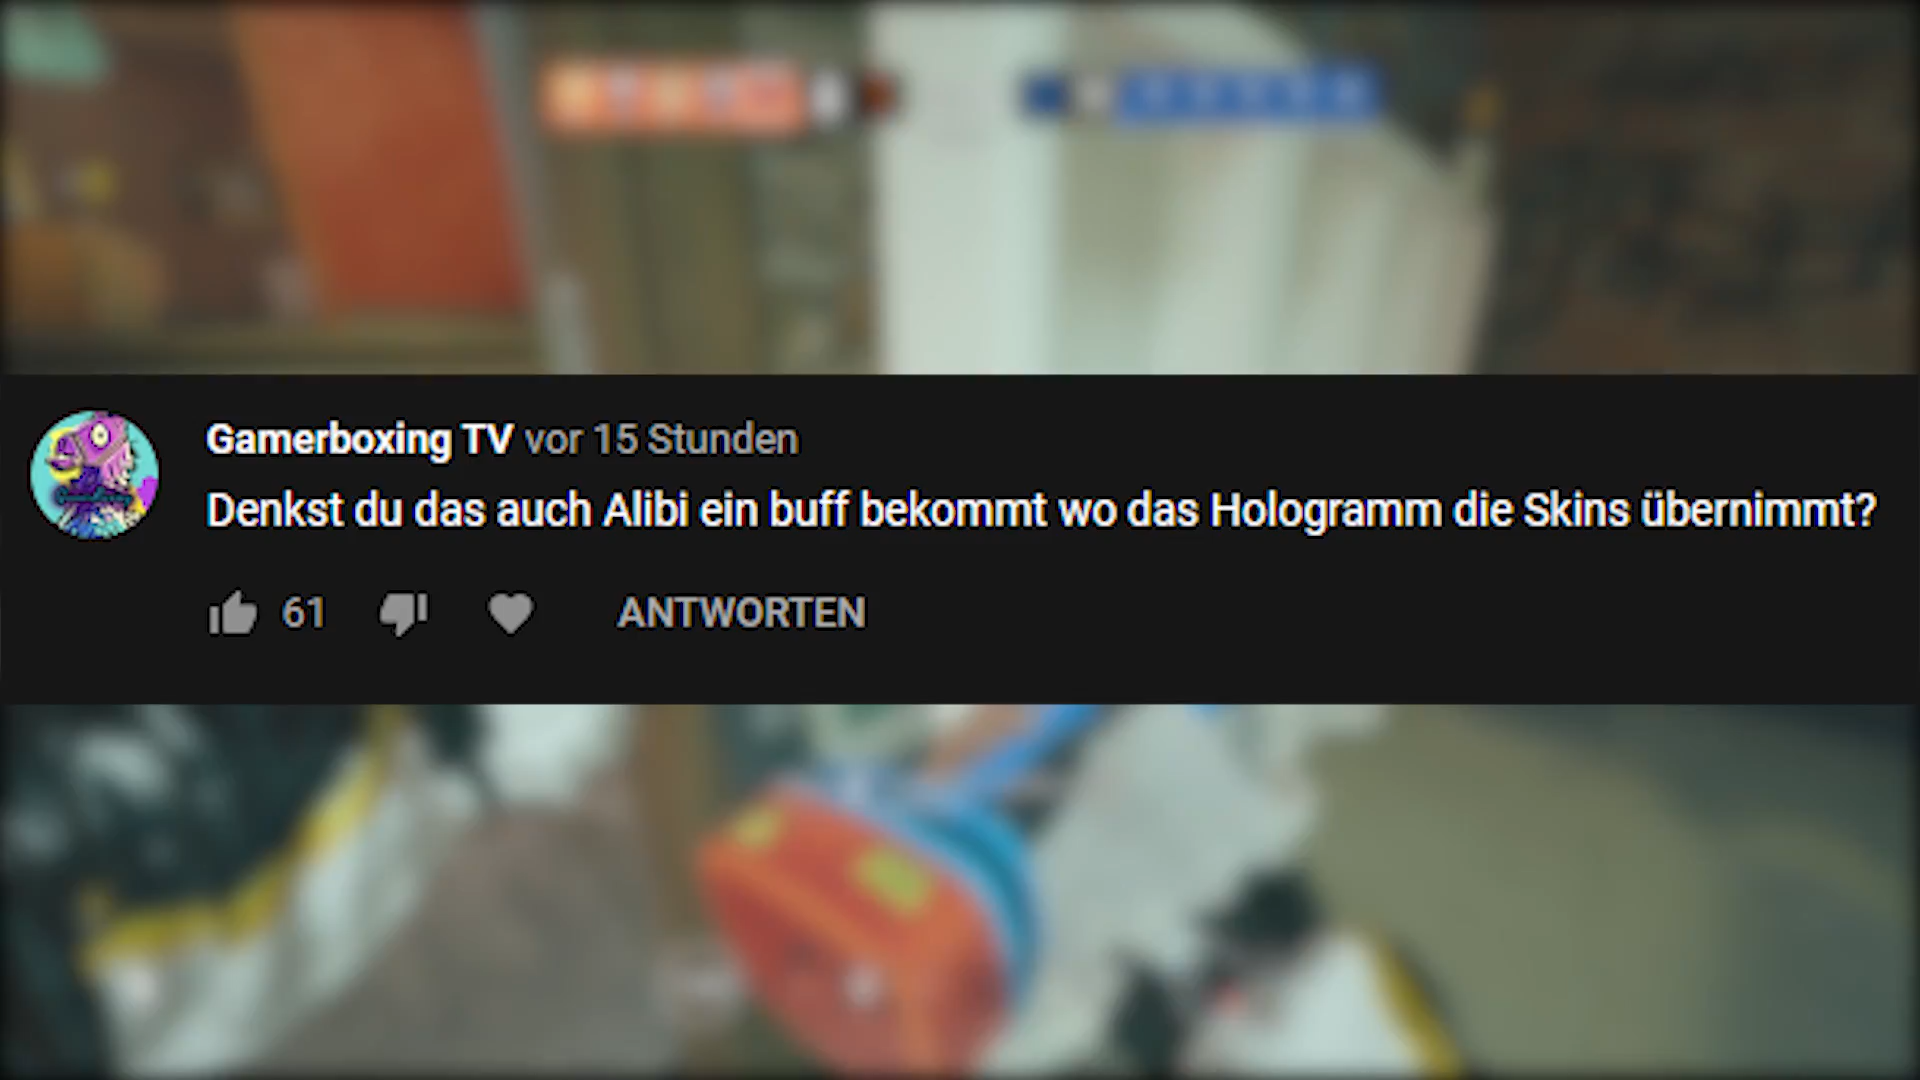 Gamerboxing TV vor 15 Stunden
Denkst du das auch Alibi ein buff bekommt wo das Hologramm die Skins übernimmt?
61 ANTWORTEN